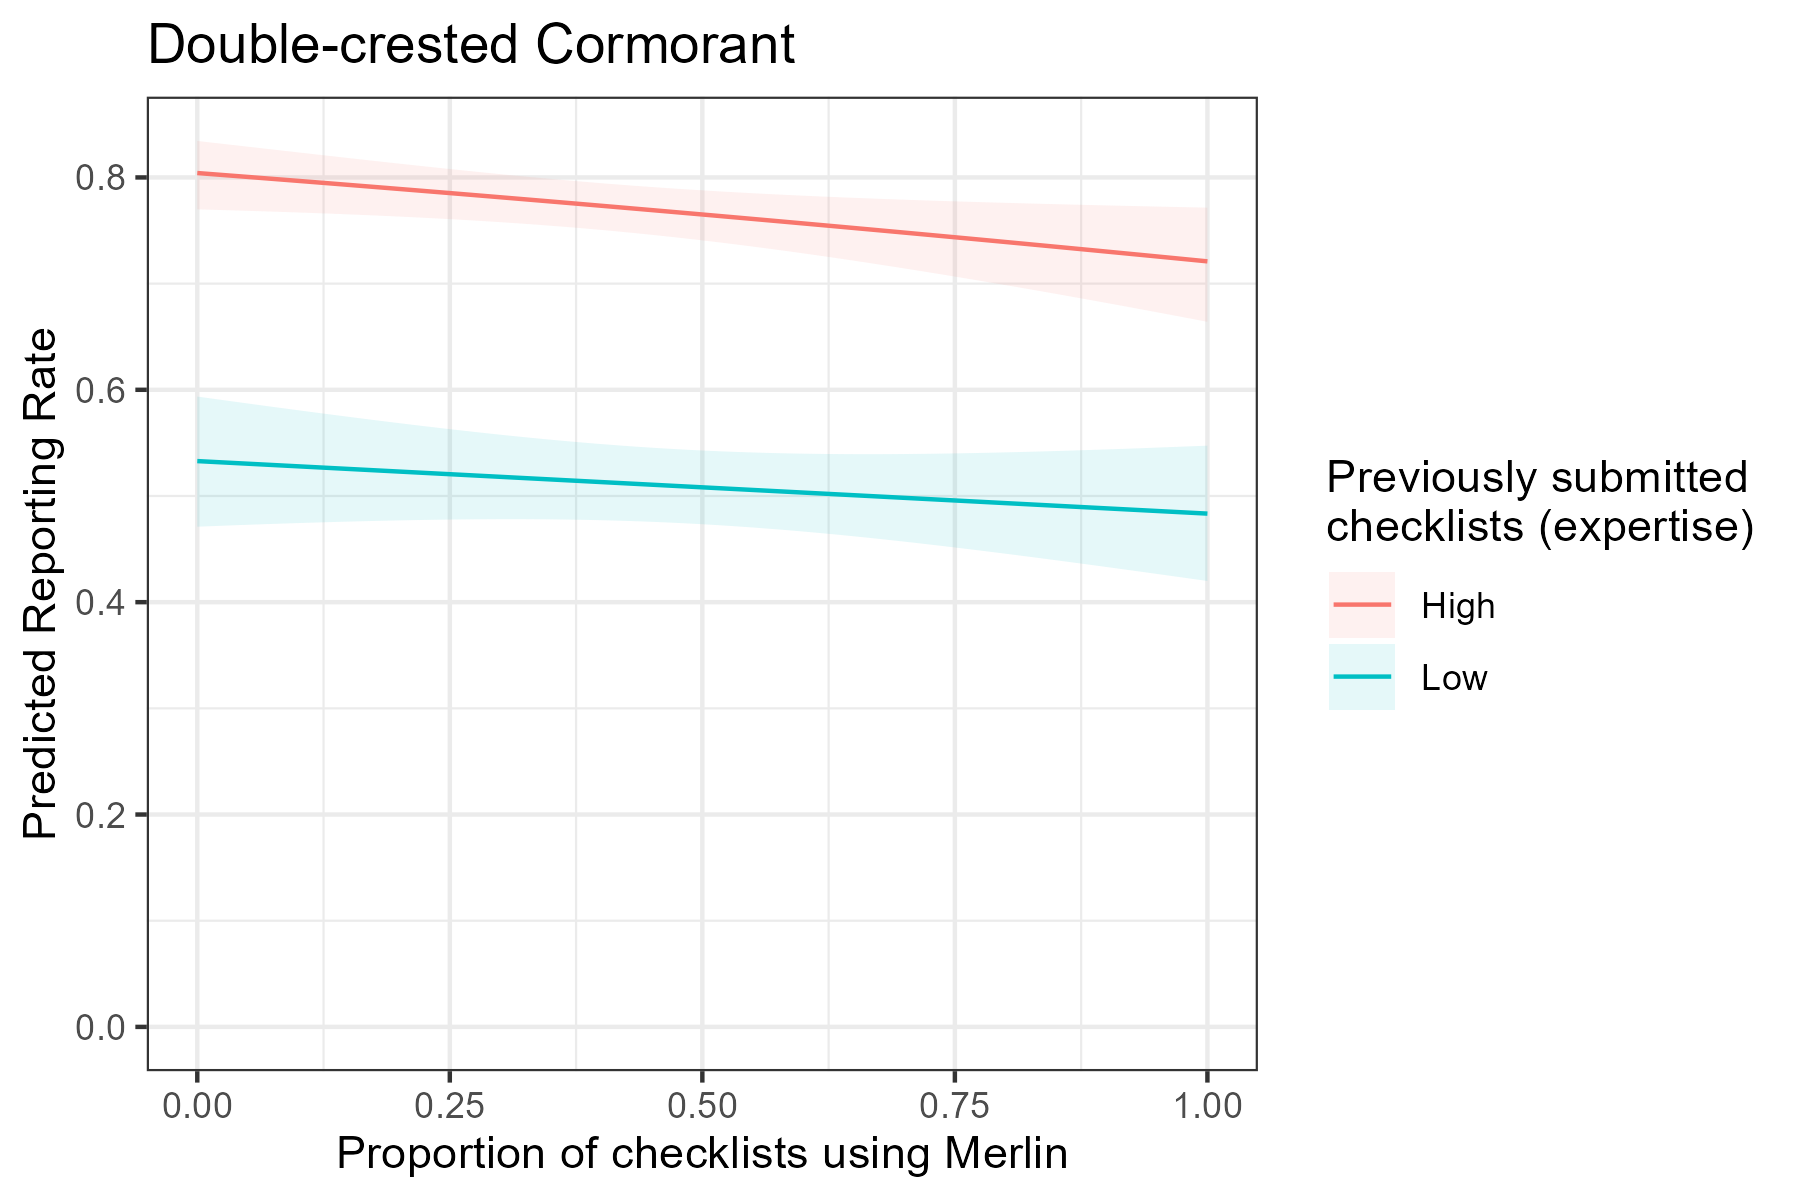 Double-crested Cormorant
Predicted Reporting Rate
0.8
0.6
0.4
0.2
0.0
0.00 0.25 0.50 0.75 1.00
Proportion of checklists using Merlin
Previously submitted
checklists (expertise)
High
Low